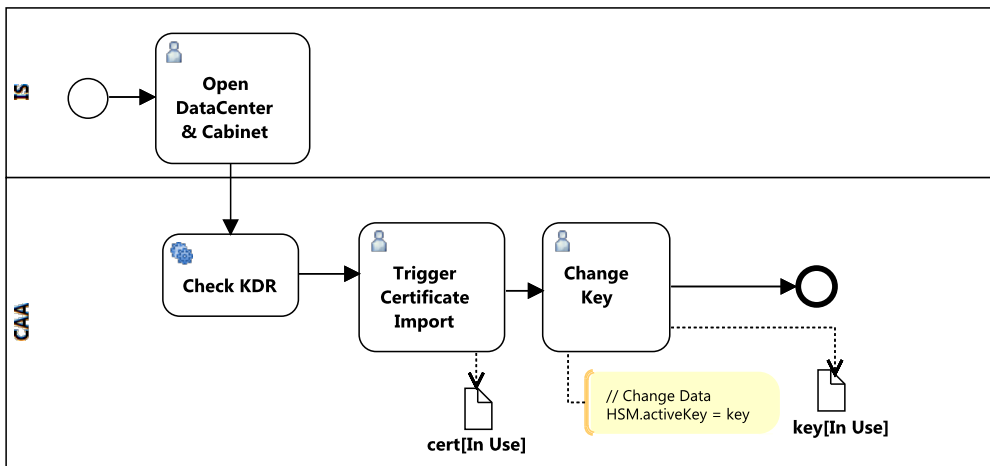 IS
Open
DataCenter
& Cabinet
CAA
Check KDR
Trigger
Certificate
Import
Change
Key
// Change Data
HSM.activeKey = key
cert[In Use]
key[In Use]